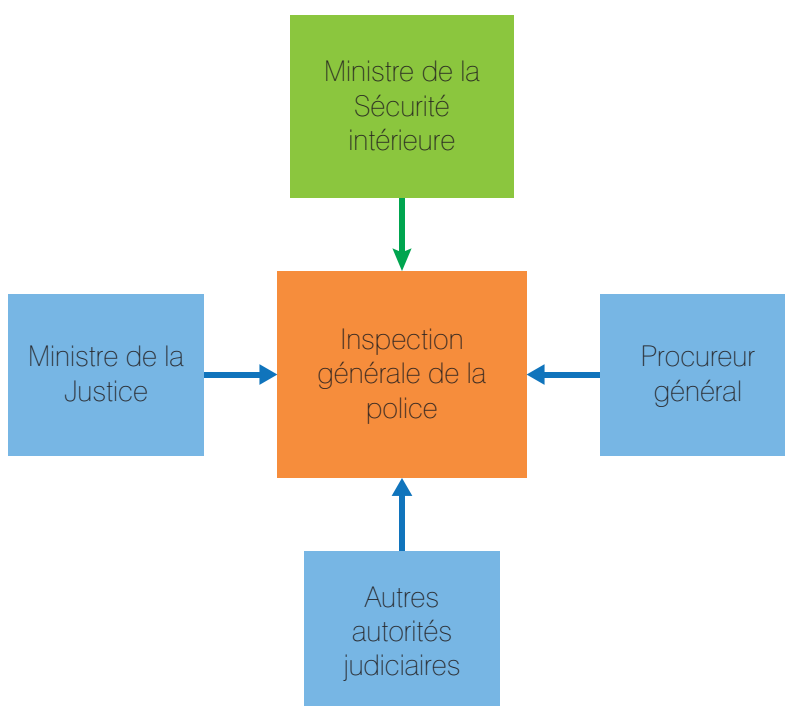 Ministre de la
Sécurité
intérieure
Ministre de la
Justice
Inspection
générale de la
police
Procureur
général
Autres
autorités
judiciaires